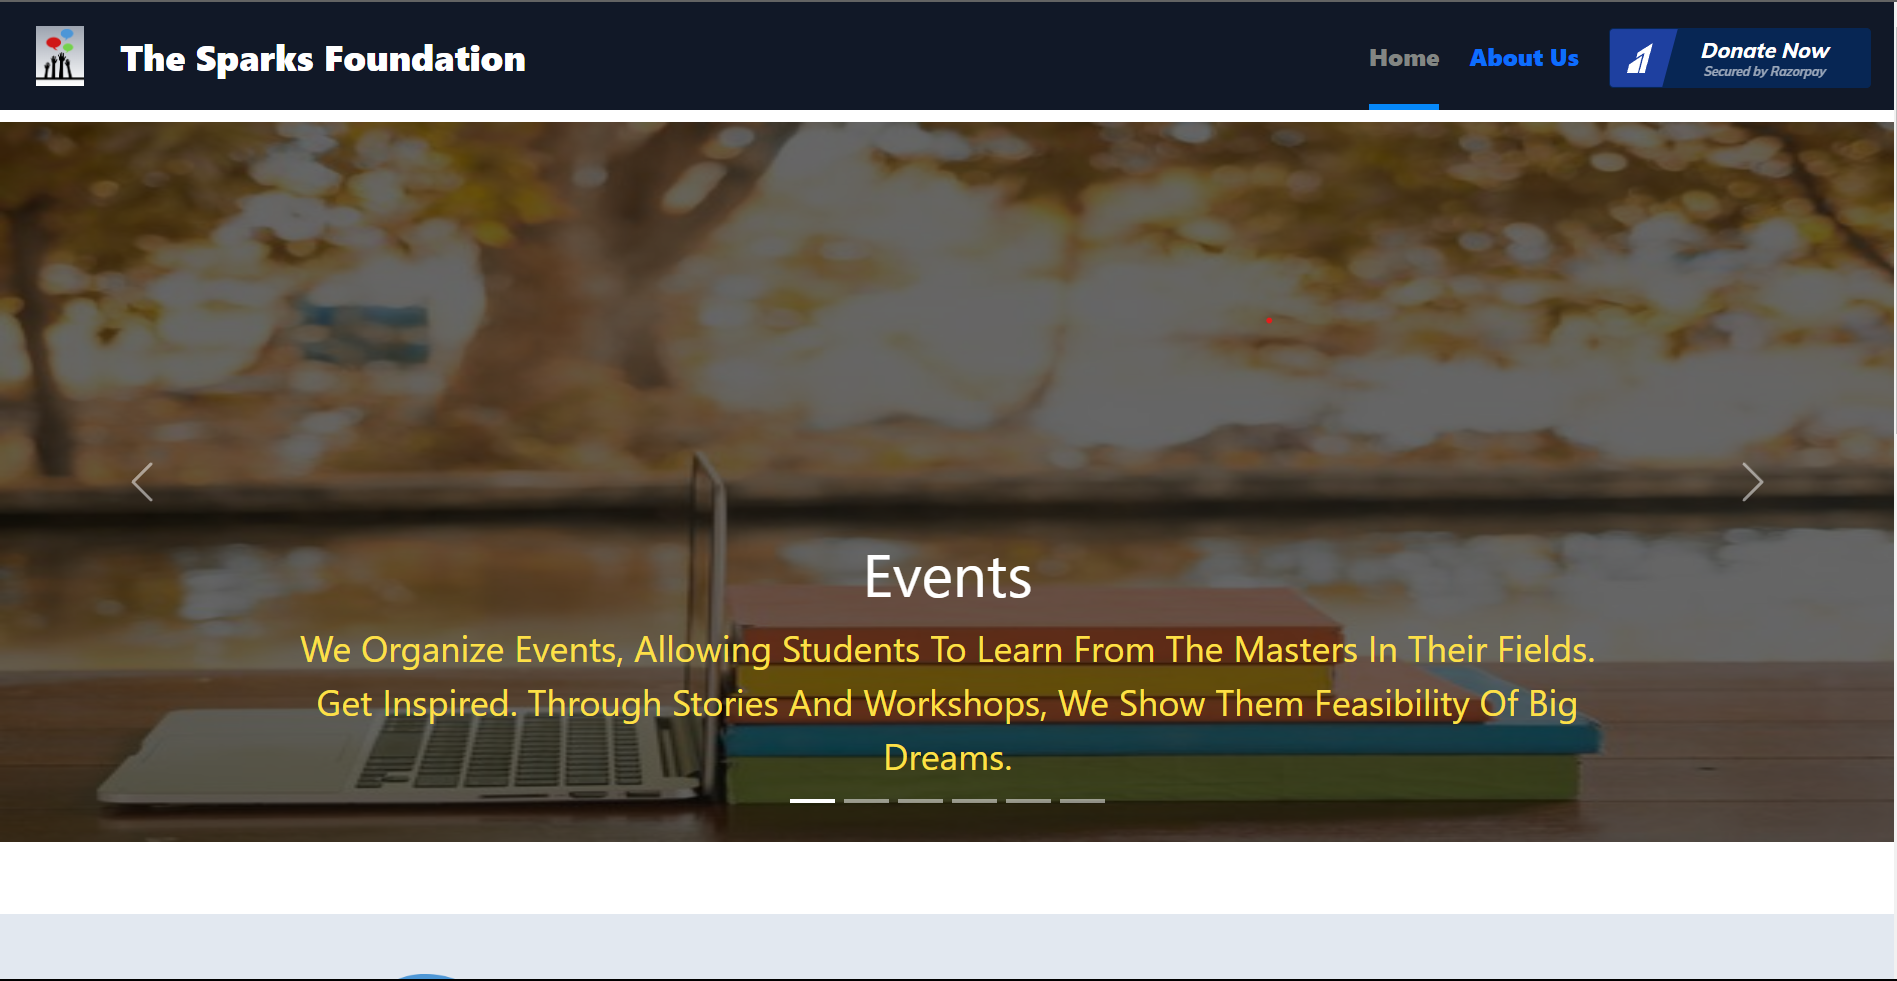 The Sparks Foundation
Home
About Us
Donate Now
Secured by Razorpay
Events
We Organize Events, Allowing Students To Learn From The Masters In Their Fields.
Get Inspired. Through Stories And Workshops, We Show Them Feasibility Of Big
Dreams.